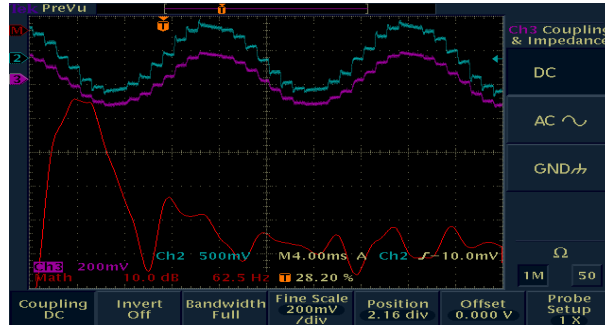 PreVu
T
T
M
2
3
Ch3 Coupling
& Impedance
DC
AC
GND
Ω
1M 50
Ch2 500mV M4.00ms A Ch2 -10.0mV
Ch3 200mV
Math 10.0 dB 62.5 Hz T 28.20 %
Coupling
DC
Invert
Off
Bandwidth
Full
Fine Scale
200mV
/div
Position
2.16 div
Offset
0.000 V
Probe
Setup
1 X